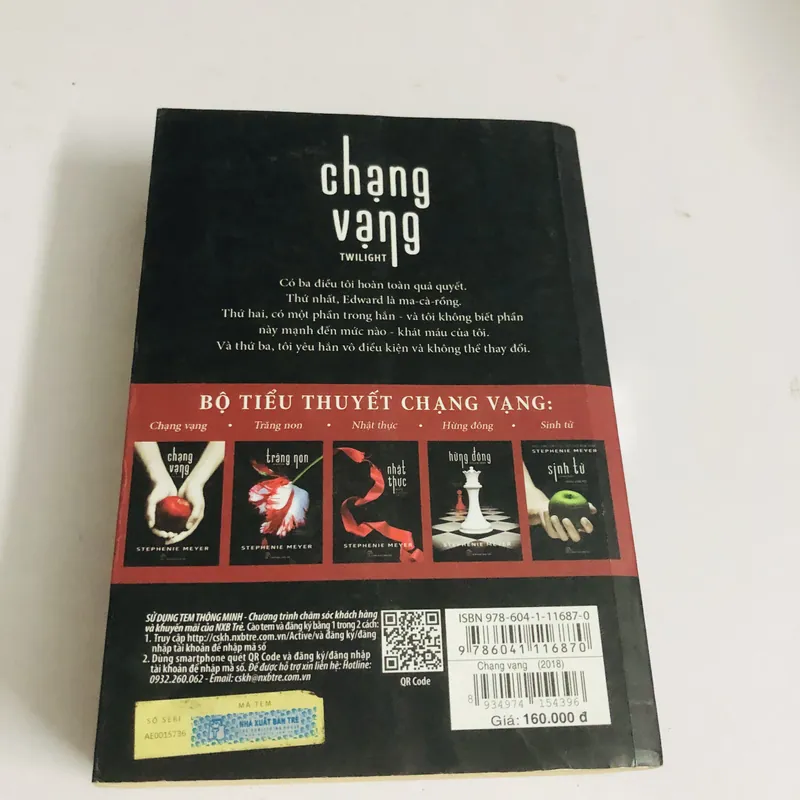 chạng
vạng
TWILIGHT
Có ba điều tôi hoàn toàn quả quyết.
Thứ nhất, Edward là ma-cà-rồng.
Thứ hai, có một phần trong hắn - và tôi không biết phần
này mạnh đến mức nào - khát máu của tôi.
Và thứ ba, tôi yêu hắn vô điều kiện và không thể thay đổi.
BỘ TIỂU THUYẾT CHẠNG VẠNG:
Chạng vạng • Trăng non • Nhật thực • Hừng đông • Sinh tử
chạng
vạng
STEPHENIE MEYER
trăng non
STEPHENIE MEYER
nhật
thực
STEPHENIE MEYER
hừng đông
STEPHENIE MEYER
STEPHENIE MEYER
sinh tử
SỬ DỤNG TEM THÔNG MINH - Chương trình chăm sóc khách hàng
và khuyến mãi của NXB Trẻ. Cào tem và đăng ký bằng 1 trong 2 cách:
1. Truy cập http://cskh.nxbtre.com.vn/Active/và đăng ký/đăng
nhập tài khoản để nhập mã số
2. Dùng smartphone quét QR Code và đăng ký/đăng nhập
tài khoản để nhập mã số. Để được hỗ trợ xin liên hệ: Hotline:
0932.260.062 - Email: cskh@nxbtre.com.vn
QR Code
MÃ TEM
SỐ SERI
AE0015736
NHÀ XUẤT BẢN TRẺ
ISBN 978-604-1-11687-0
9 786041 116870
Chạng vạng (2018)
8 934974 154396
Giá: 160.000 đ